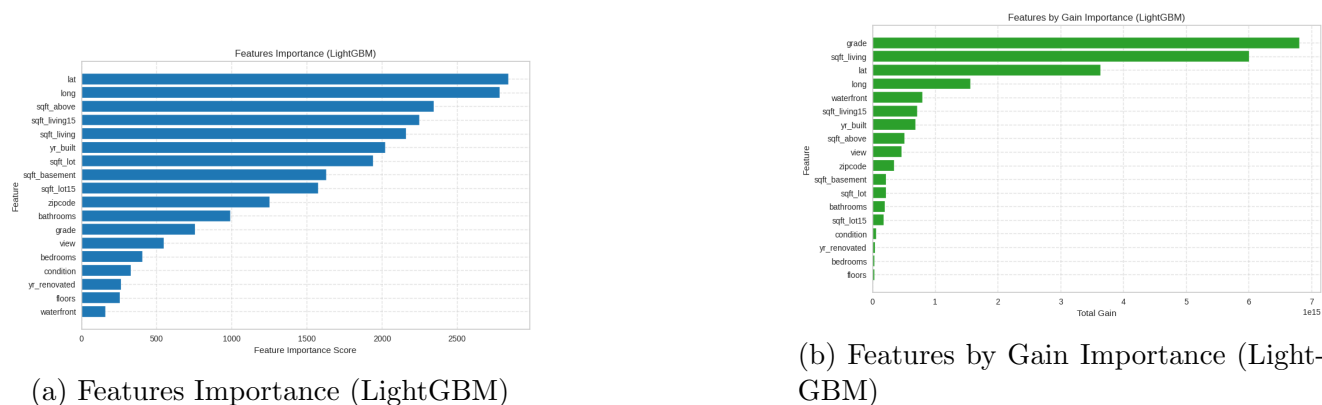 Features Importance (LightGBM)
Feature
lat
long
sqft_above
sqft_living15
sqft_living
yr_built
sqft_lot
sqft_basement
sqft_lot15
zipcode
bathrooms
grade
view
bedrooms
condition
yr_renovated
floors
waterfront
0 500 1000 1500 2000 2500
Feature Importance Score
(a) Features Importance (LightGBM)
Features by Gain Importance (LightGBM)
Feature
grade
sqft_living
lat
long
waterfront
sqft_living15
yr_built
sqft_above
view
zipcode
sqft_basement
sqft_lot
bathrooms
sqft_lot15
condition
yr_renovated
bedrooms
floors
0 1 2 3 4 5 6 7
1e15
Total Gain
(b) Features by Gain Importance (Light-
GBM)